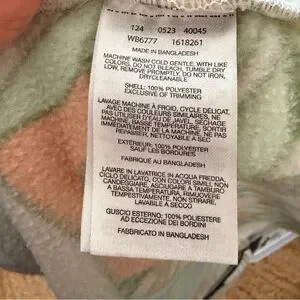 124 0523 40045
WB6777 1618261
MADE IN BANGLADESH
MACHINE WASH COLD GENTLE, WITH LIKE
COLORS, DO NOT BLEACH, TUMBLE DRY
LOW, REMOVE PROMPTLY, DO NOT IRON,
DRYCLEANABLE
SHELL: 100% POLYESTER
EXCLUSIVE OF TRIMMING
LAVAGE MACHINE À FROID, CYCLE DÉLICAT,
AVEC COULEURS SIMILAIRES,
PAS D'EAU DE JAVEL, SÉCHAGE
MACHINE, BASSE TEMPÉRATURE, SORTIR
IMMÉDIATEMENT DE LA MACHINE, NE PAS
REPASSER, NETTOYABLE A SEC
EXTÉRIEUR: 100% POLYESTER
SAUF LES BORDURES
FABRIQUÉ AU BANGLADESH
LAVARE IN LAVATRICE IN ACQUA FREDDA,
CICLO DELICATO, CON COLORI SIMILI, NON
CANDEGGIARE, ASCIUGARE A TAMBURO
A BASSA TEMPERATURA, RIMUOVERE
TEMPESTIVAMENTE, NON STIRARE,
LAVABILE A SECCO
GUSCIO ESTERNO: 100% POLIESTERE
AD ECCEZIONE DEI BORDINI
FABBRICATO IN BANGLADESH